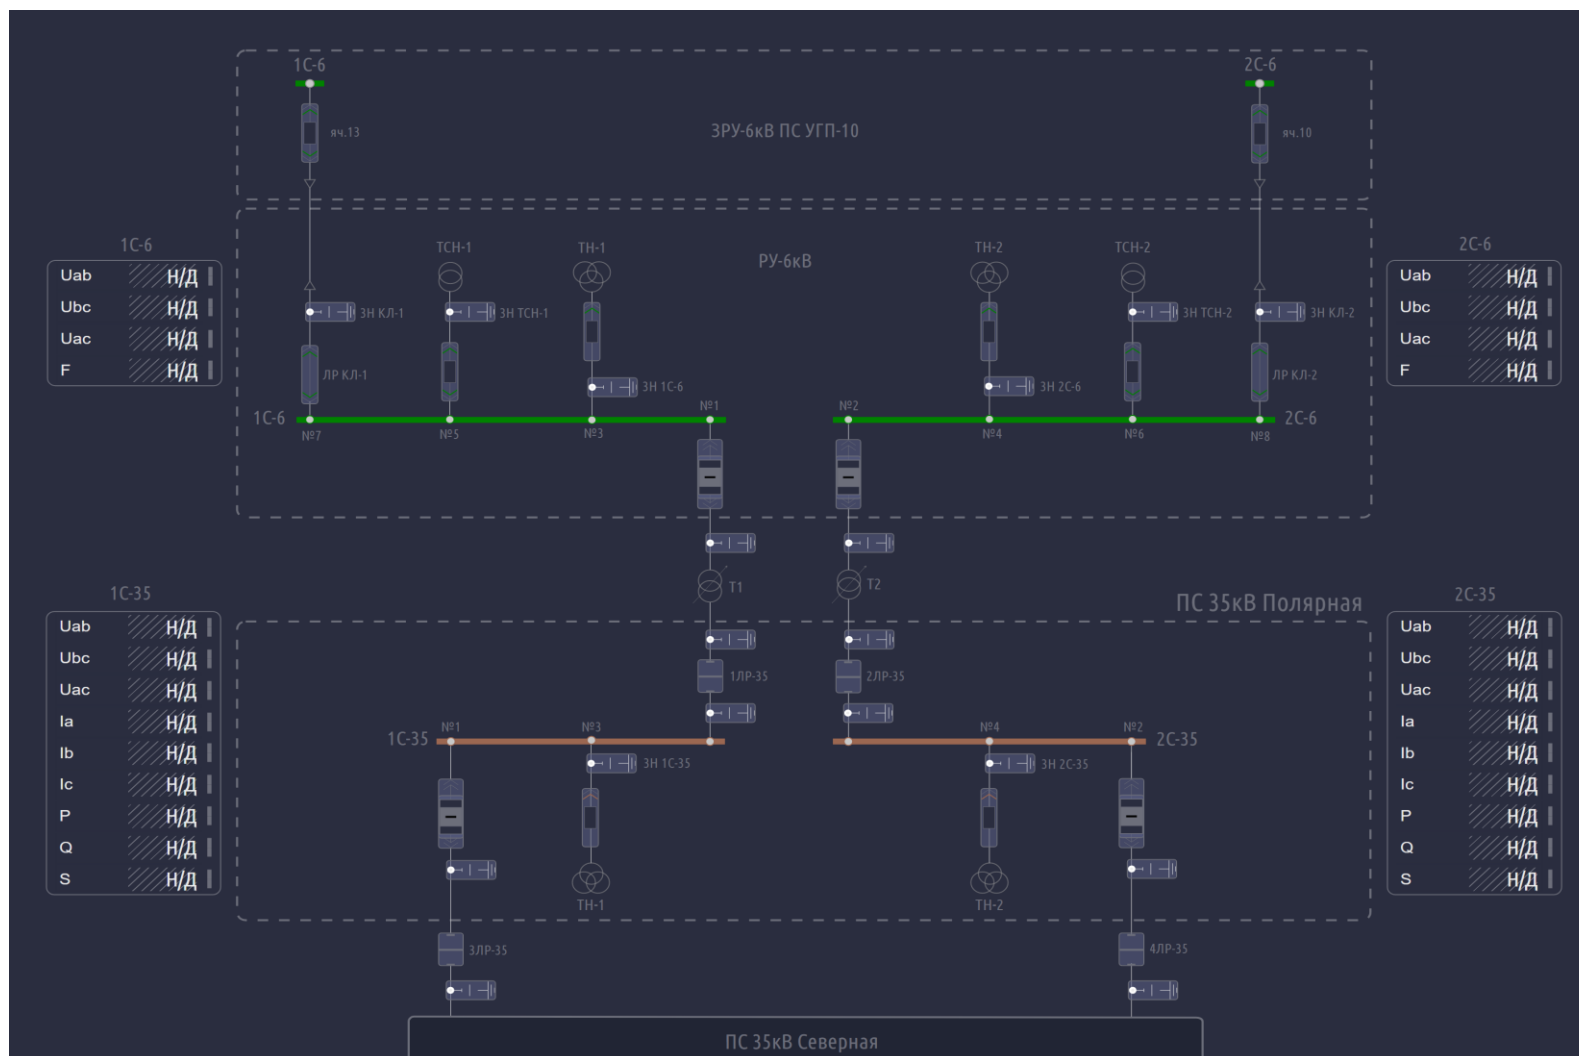 1С-6
2С-6
яч.13
ЗРУ-6кВ ПС УГП-10
яч.10
1С-6
Uab Н/Д
Ubc Н/Д
Uac Н/Д
F Н/Д
ТСН-1
ТН-1
РУ-6кВ
ТН-2
ТСН-2
2С-6
Uab Н/Д
Ubc Н/Д
Uac Н/Д
F Н/Д
ЗН КЛ-1
ЗН ТСН-1
ЗН ТСН-2
ЗН КЛ-2
ЛР КЛ-1
ЗН 1С-6
ЗН 2С-6
ЛР КЛ-2
1С-6
№1
№2
2С-6
№7
№5
№3
№4
№6
№8
Т1
Т2
1С-35
Uab Н/Д
Ubc Н/Д
Uac Н/Д
Ia Н/Д
Ib Н/Д
Ic Н/Д
P Н/Д
Q Н/Д
S Н/Д
ПС 35кВ Полярная
2С-35
Uab Н/Д
Ubc Н/Д
Uac Н/Д
Ia Н/Д
Ib Н/Д
Ic Н/Д
P Н/Д
Q Н/Д
S Н/Д
1ЛР-35
2ЛР-35
1С-35
№1
№3
№4
№2
2С-35
ЗН 1С-35
ЗН 2С-35
ТН-1
ТН-2
3ЛР-35
4ЛР-35
ПС 35кВ Северная